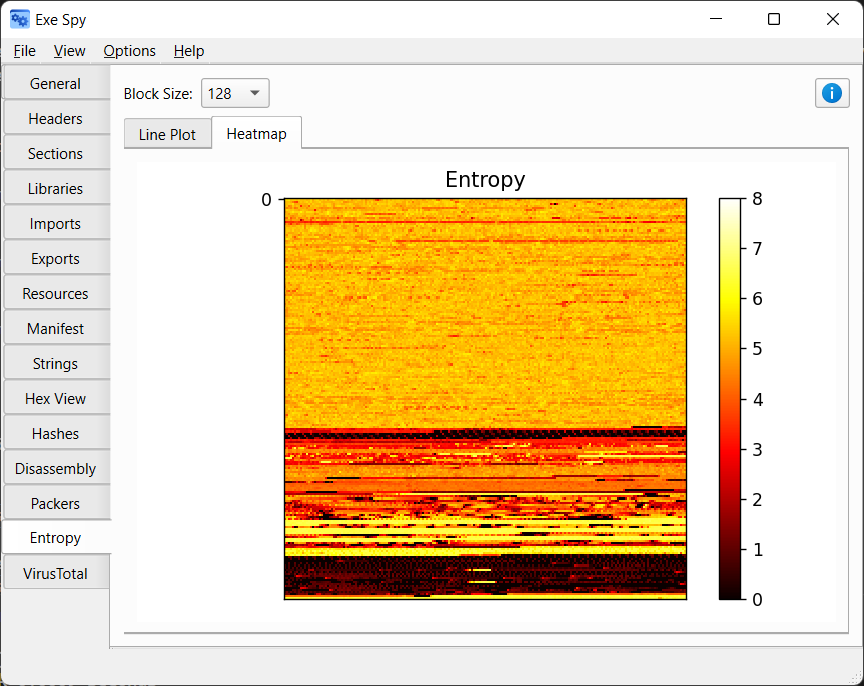 Exe Spy
File View Options Help
General
Headers
Sections
Libraries
Imports
Exports
Resources
Manifest
Strings
Hex View
Hashes
Disassembly
Packers
Entropy
VirusTotal
Block Size: 128
Line Plot Heatmap
Entropy
0
8
7
6
5
4
3
2
1
0